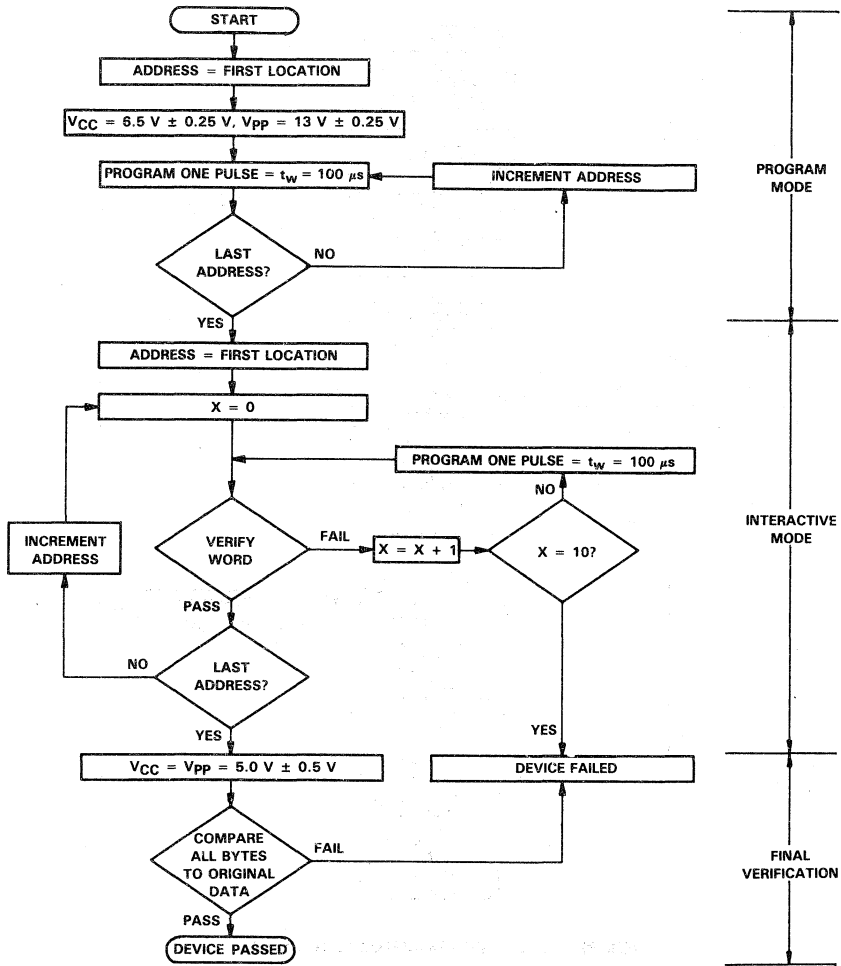 START
ADDRESS = FIRST LOCATION
VCC = 6.5 V ± 0.25 V, VPP = 13 V ± 0.25 V
PROGRAM ONE PULSE = tw = 100 μs
INCREMENT ADDRESS
PROGRAM
MODE
LAST
ADDRESS?
NO
YES
ADDRESS = FIRST LOCATION
X = 0
PROGRAM ONE PULSE = tw = 100 μs
NO
INCREMENT
ADDRESS
VERIFY
WORD
FAIL
X = X + 1
X = 10?
INTERACTIVE
MODE
PASS
NO
LAST
ADDRESS?
YES
YES
VCC = VPP = 5.0 V ± 0.5 V
DEVICE FAILED
COMPARE
ALL BYTES
TO ORIGINAL
DATA
FAIL
FINAL
VERIFICATION
PASS
DEVICE PASSED